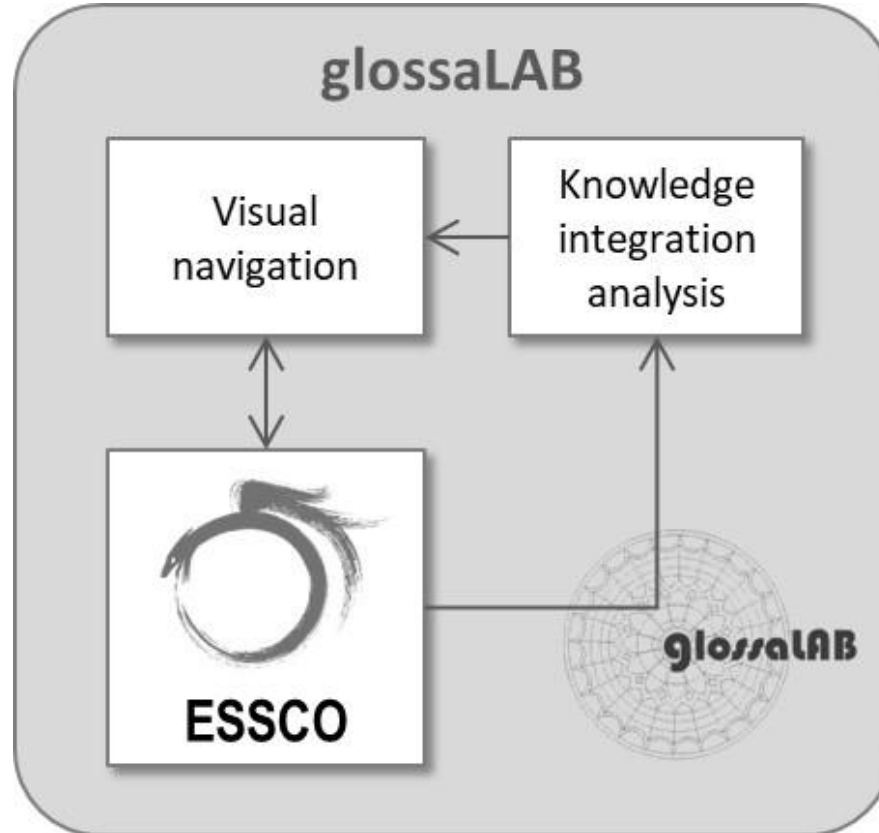 glossaLAB
Visual
navigation
Knowledge
integration
analysis
ESSCO
glossaLAB